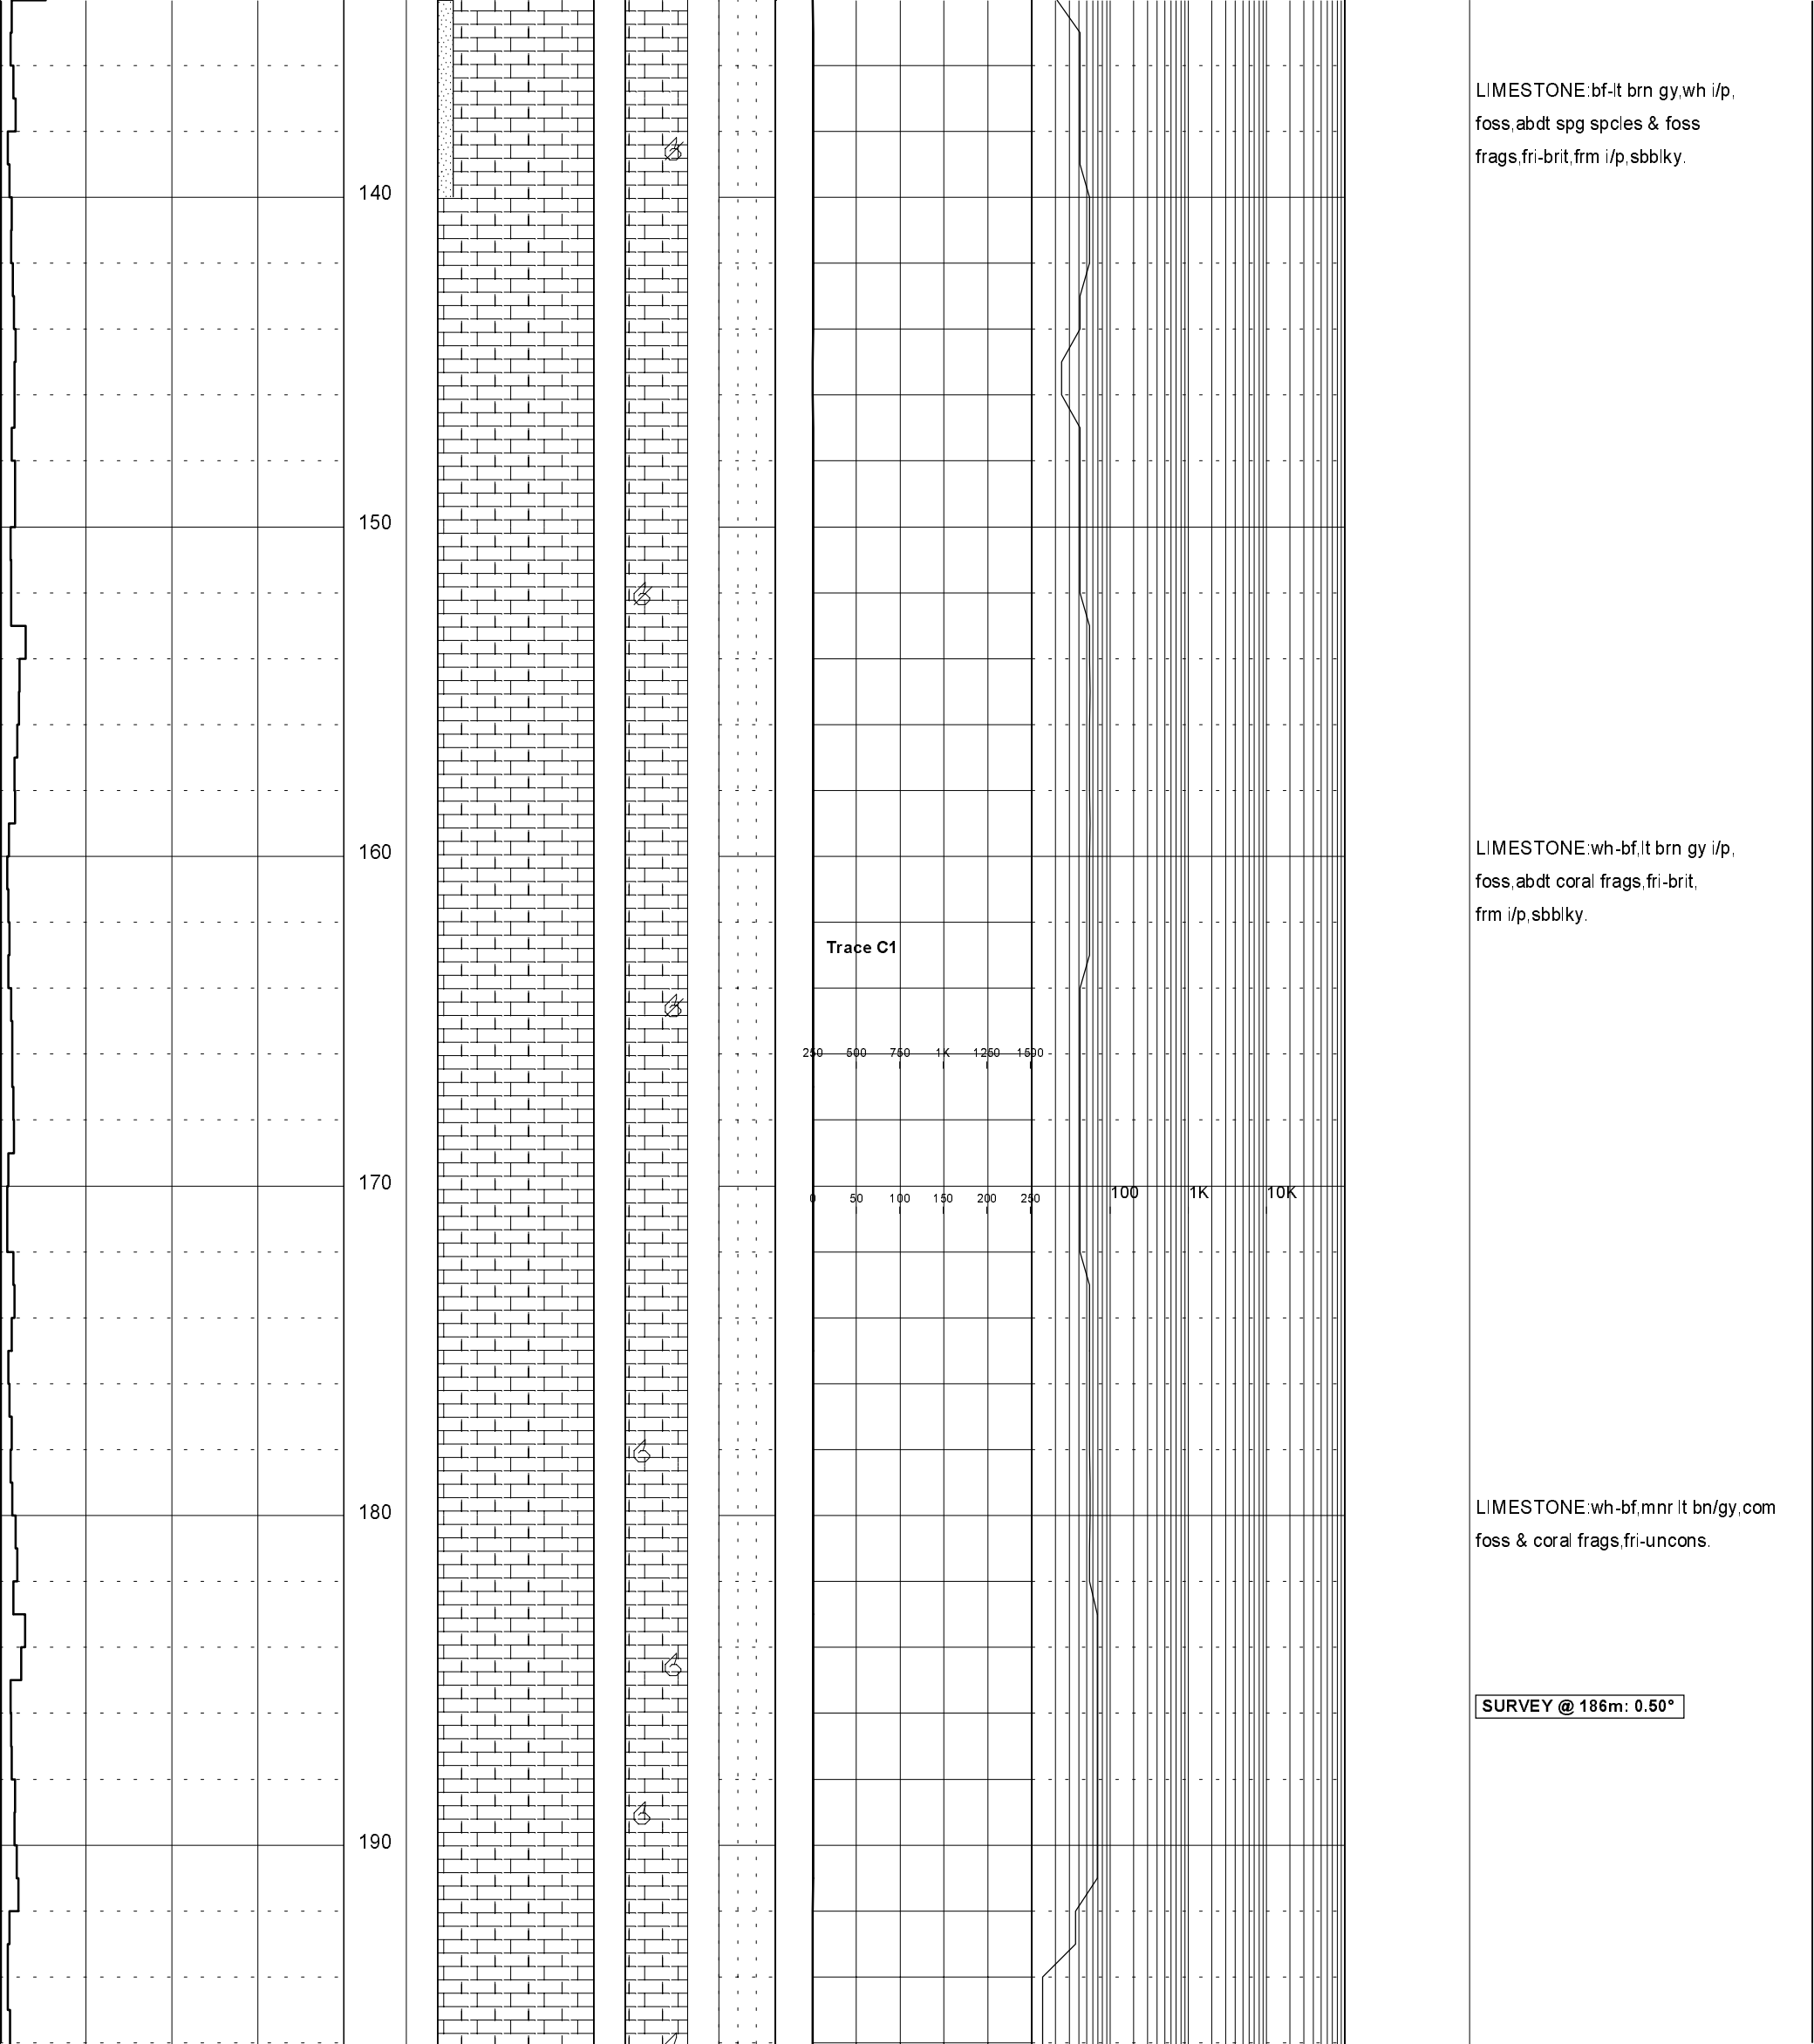 LIMESTONE:bf-lt brn gy,wh i/p,
foss,abdt spg spcles & foss
frags,fri-brit,frm i/p,sbblky.
140
150
160
LIMESTONE:wh-bf,lt brn gy i/p,
foss,abdt coral frags,fri-brit,
frm i/p,sbblky.
Trace C1
250 500 750 1K 1250 1500
170
0 50 100 150 200 250 100 1K 10K
180
LIMESTONE:wh-bf,mnr lt bn/gy,com
foss & coral frags,fri-uncons.
SURVEY @ 186m: 0.50°
190